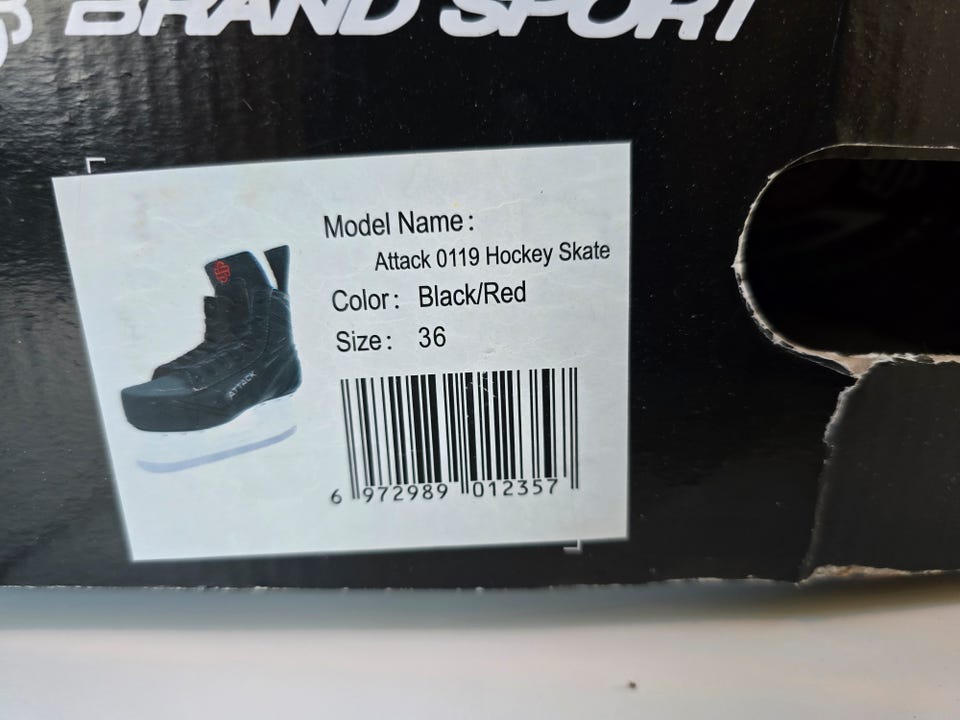 BRAND SPORT
Model Name:
Attack 0119 Hockey Skate
Color: Black/Red
Size: 36
ATTACK
6 972989 012357